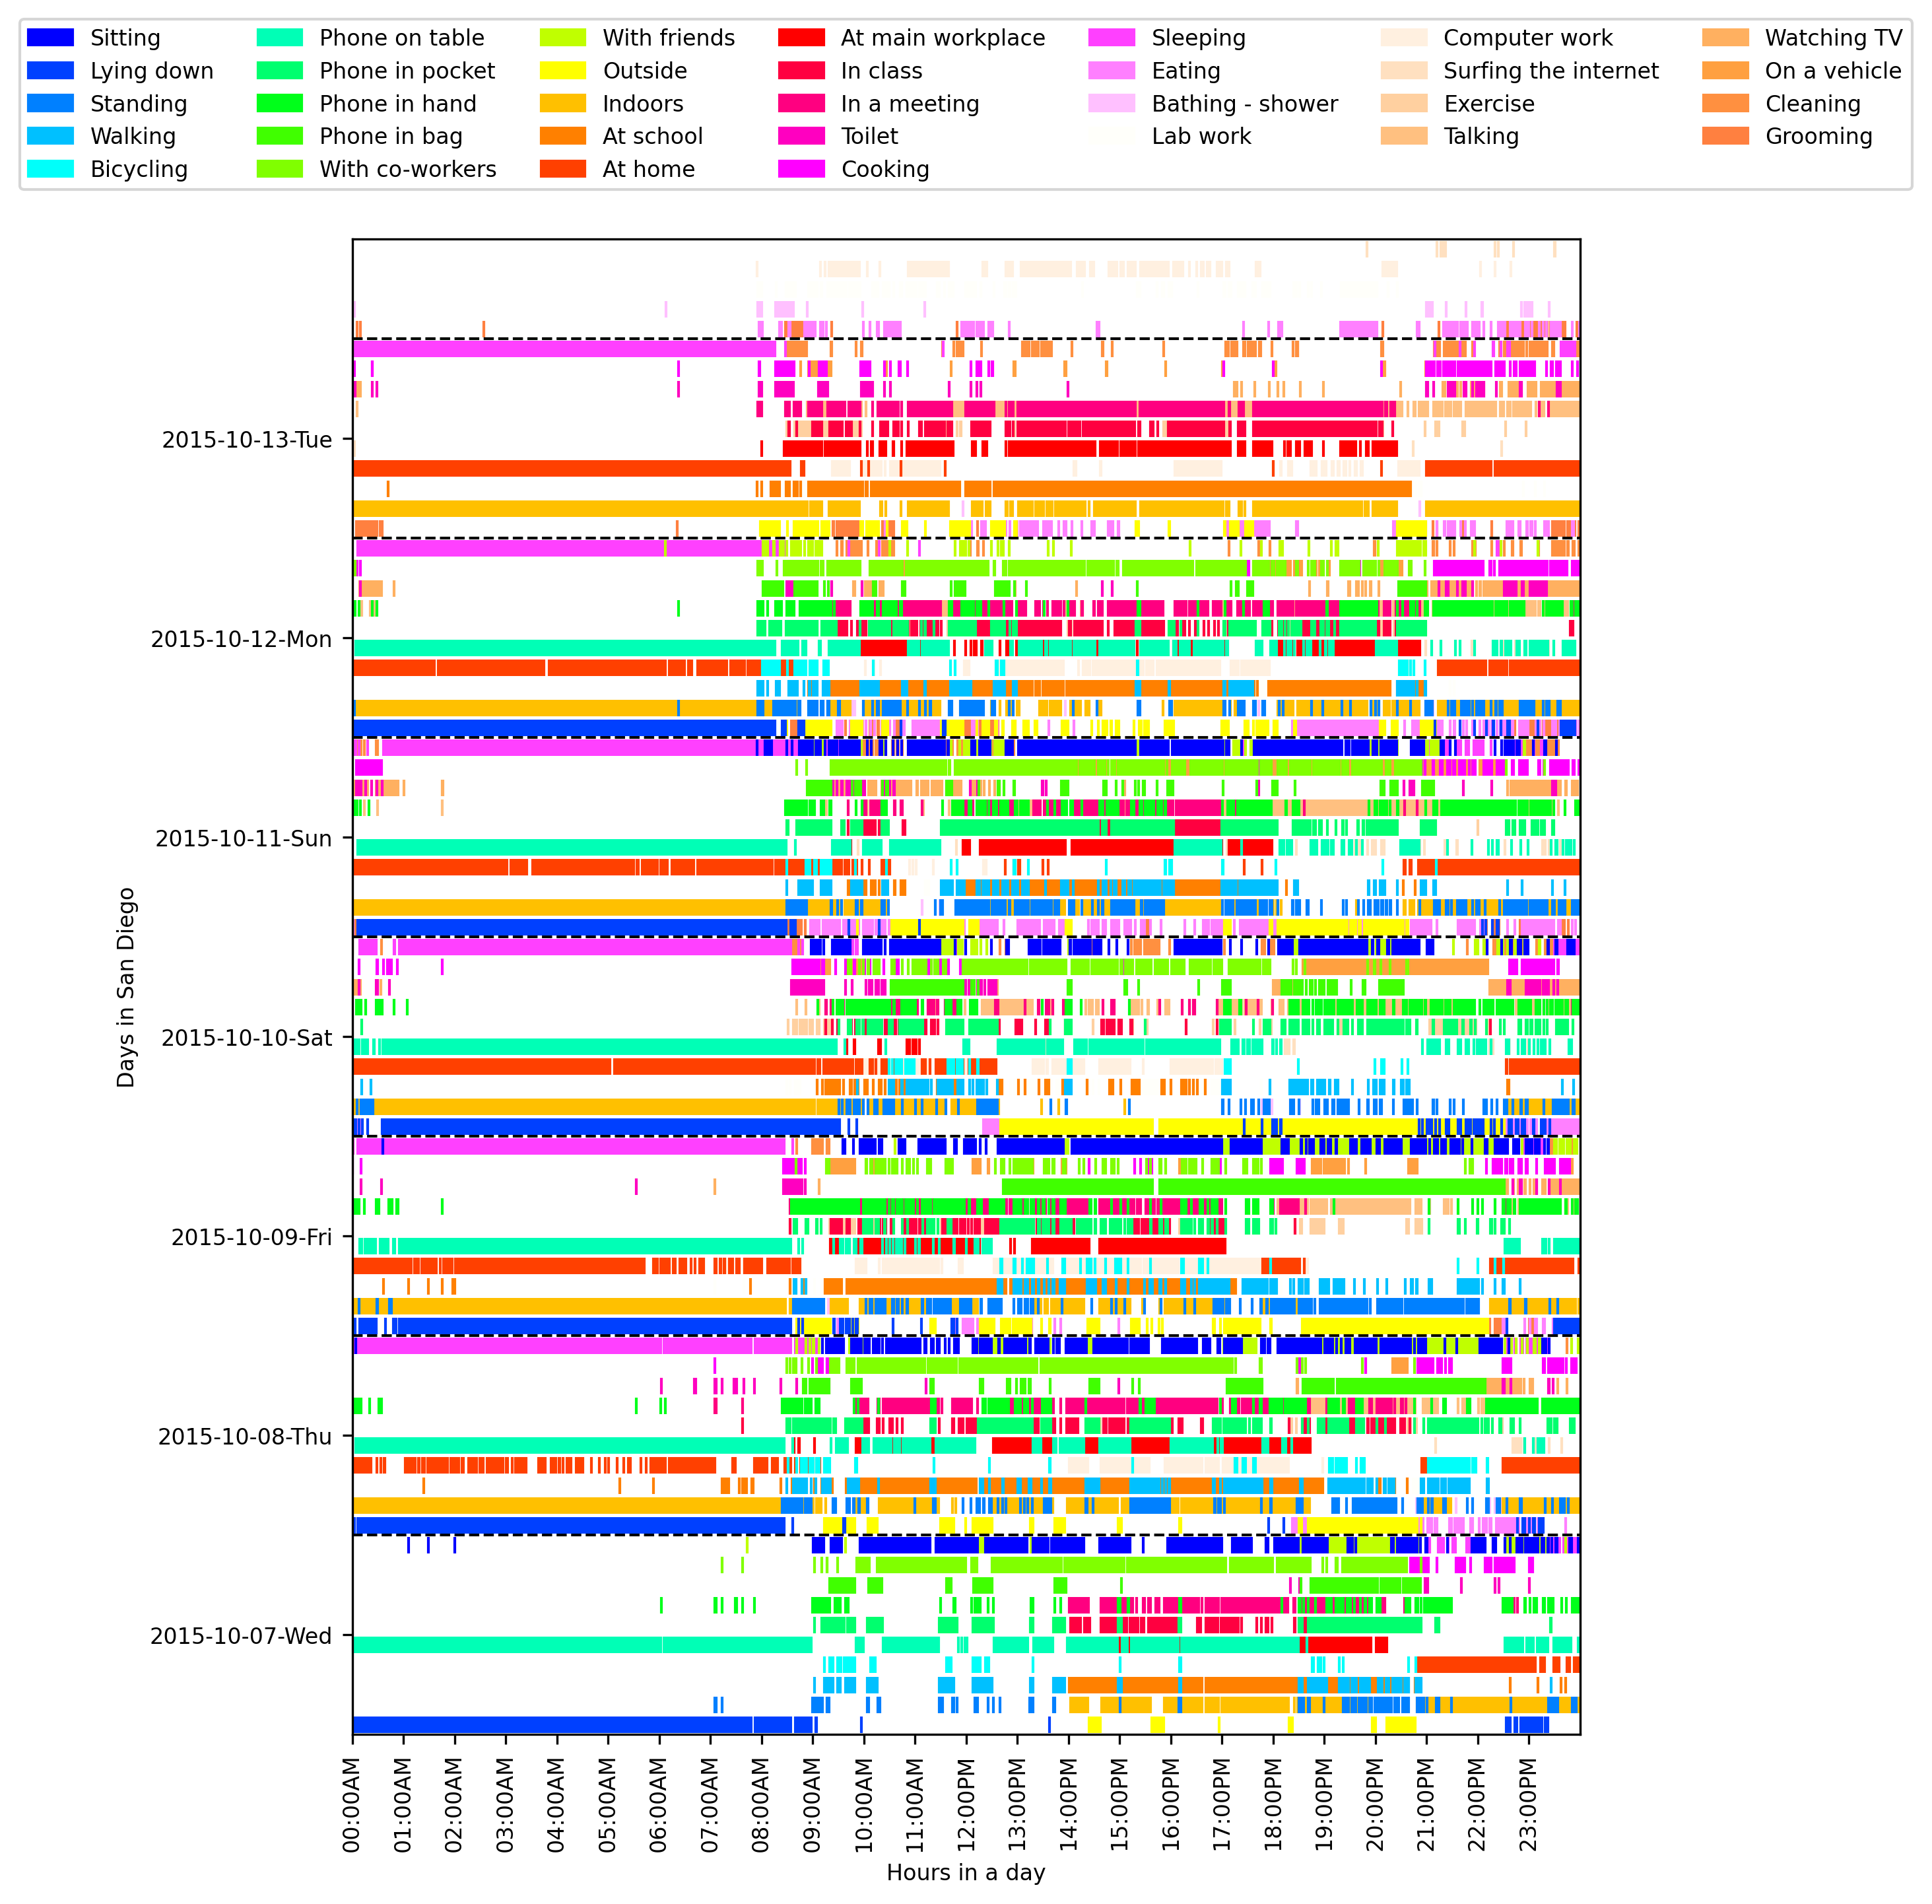 Sitting
Lying down
Standing
Walking
Bicycling
Phone on table
Phone in pocket
Phone in hand
Phone in bag
With co-workers
With friends
Outside
Indoors
At school
At home
At main workplace
In class
In a meeting
Toilet
Cooking
Sleeping
Eating
Bathing - shower
Lab work
Computer work
Surfing the internet
Exercise
Talking
Watching TV
On a vehicle
Cleaning
Grooming
Days in San Diego
2015-10-13-Tue
2015-10-12-Mon
2015-10-11-Sun
2015-10-10-Sat
2015-10-09-Fri
2015-10-08-Thu
2015-10-07-Wed
00:00AM
01:00AM
02:00AM
03:00AM
04:00AM
05:00AM
06:00AM
07:00AM
08:00AM
09:00AM
10:00AM
11:00AM
12:00PM
13:00PM
14:00PM
15:00PM
16:00PM
17:00PM
18:00PM
19:00PM
20:00PM
21:00PM
22:00PM
23:00PM
Hours in a day